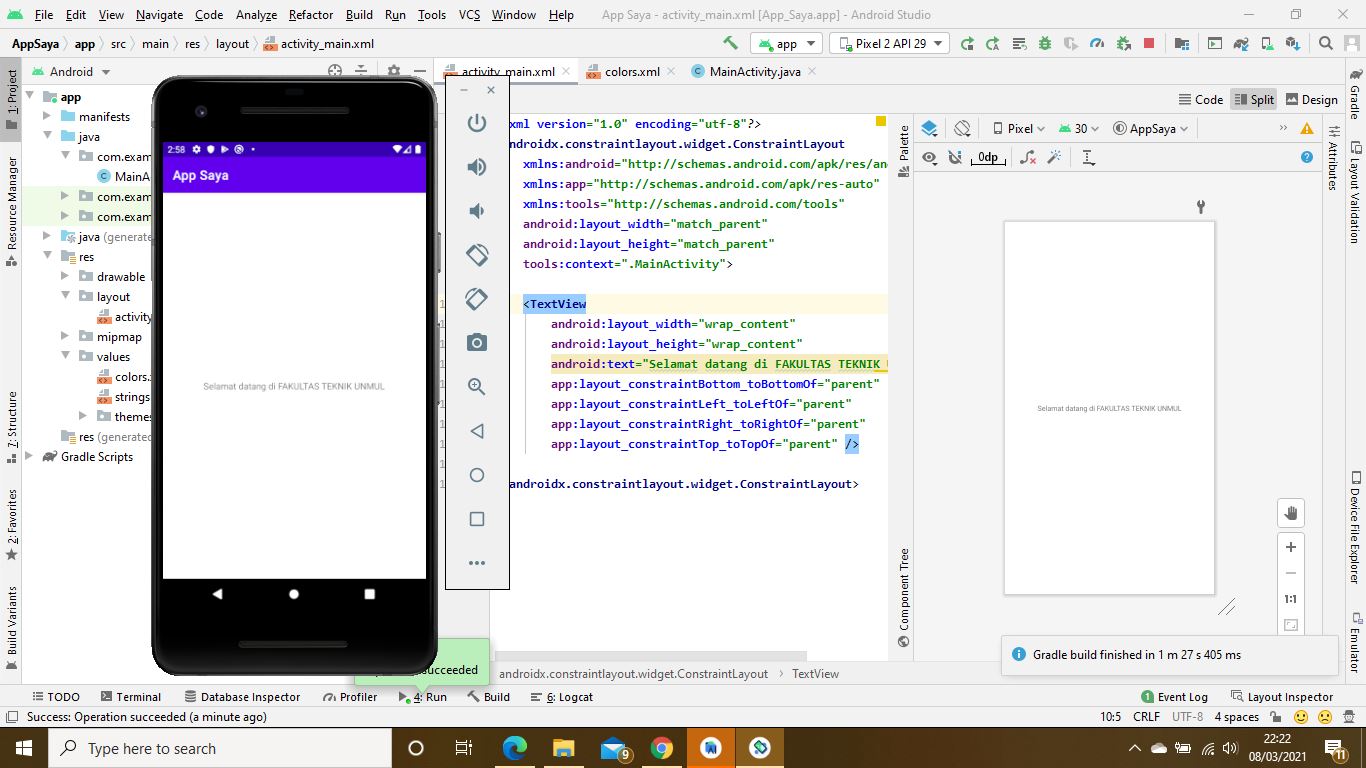 File Edit View Navigate Code Analyze Refactor Build Run Tools VCS Window Help App Saya - activity_main.xml [App_Saya.app] - Android Studio
AppSaya app src main res layout activity_main.xml
app Pixel 2 API 29
1: Project
Resource Manager
7: Structure
2: Favorites
Build Variants
Android
app
manifests
java
com.exam
MainA
com.exam
com.exam
java (generate
res
drawable
layout
activity
mipmap
values
colors.
strings
themes
res (generated
Gradle Scripts
2:58
App Saya
Selamat datang di FAKULTAS TEKNIK UNMUL
activity_main.xml colors.xml MainActivity.java
Code Split Design
xml version="1.0" encoding="utf-8"?>
ndroidx.constraintlayout.widget.ConstraintLayout
xmlns:android="http://schemas.android.com/apk/res/an
xmlns:app="http://schemas.android.com/apk/res-auto"
xmlns:tools="http://schemas.android.com/tools"
android:layout_width="match_parent"
android:layout_height="match_parent"
tools:context=".MainActivity">
<TextView
android:layout_width="wrap_content"
android:layout_height="wrap_content"
android:text="Selamat datang di FAKULTAS TEKNIK
app:layout_constraintBottom_toBottomOf="parent"
app:layout_constraintLeft_toLeftOf="parent"
app:layout_constraintRight_toRightOf="parent"
app:layout_constraintTop_toTopOf="parent" />
androidx.constraintlayout.widget.ConstraintLayout>
Palette
Component Tree
Pixel 30 AppSaya
0dp
Selamat datang di FAKULTAS TEKNIK UNMUL
1:1
Attributes
Gradle
Layout Validation
Device File Explorer
Emulator
succeeded
Gradle build finished in 1 m 27 s 405 ms
androidx.constraintlayout.widget.ConstraintLayout TextView
TODO Terminal Database Inspector Profiler 4: Run Build 6: Logcat 1 Event Log Layout Inspector
Success: Operation succeeded (a minute ago) 10:5 CRLF UTF-8 4 spaces
Type here to search
9
22:22
08/03/2021
11